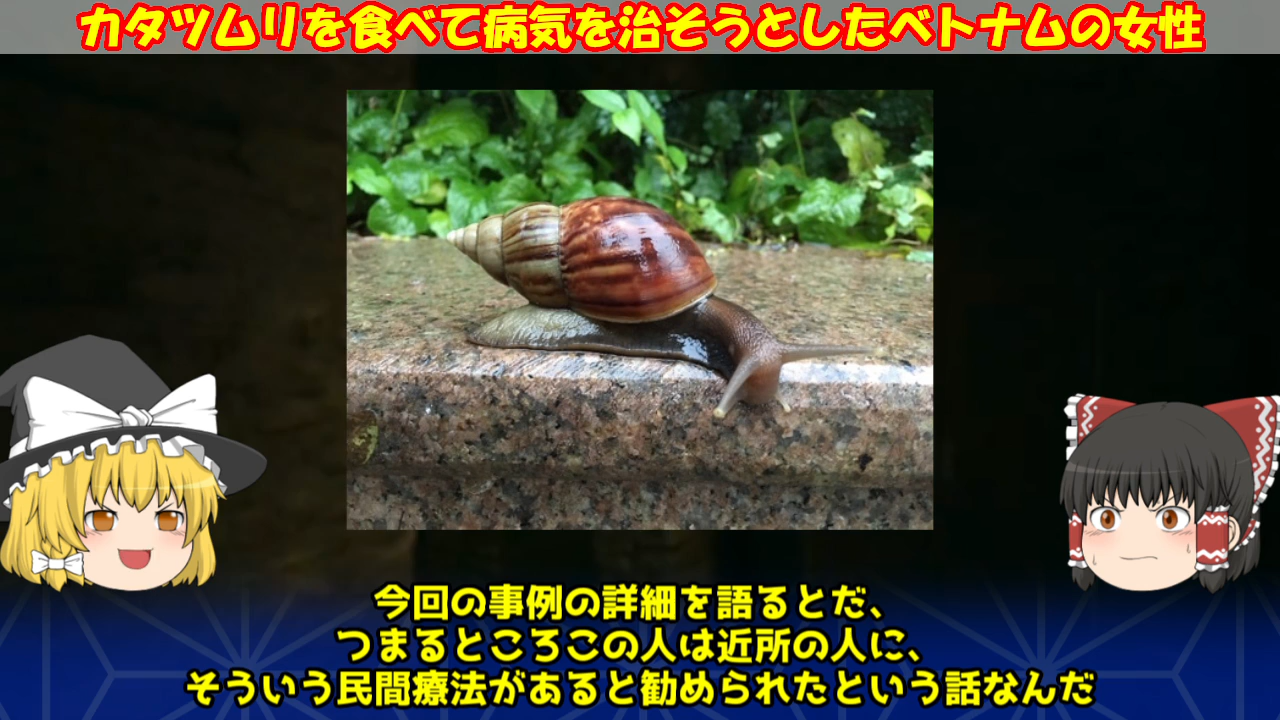 カタツムリを食べて病気を治そうとしたベトナムの女性
今回の事例の詳細を語るとだ、
つまるところこの人は近所の人に、
そういう民間療法があると勧められたという話なんだ